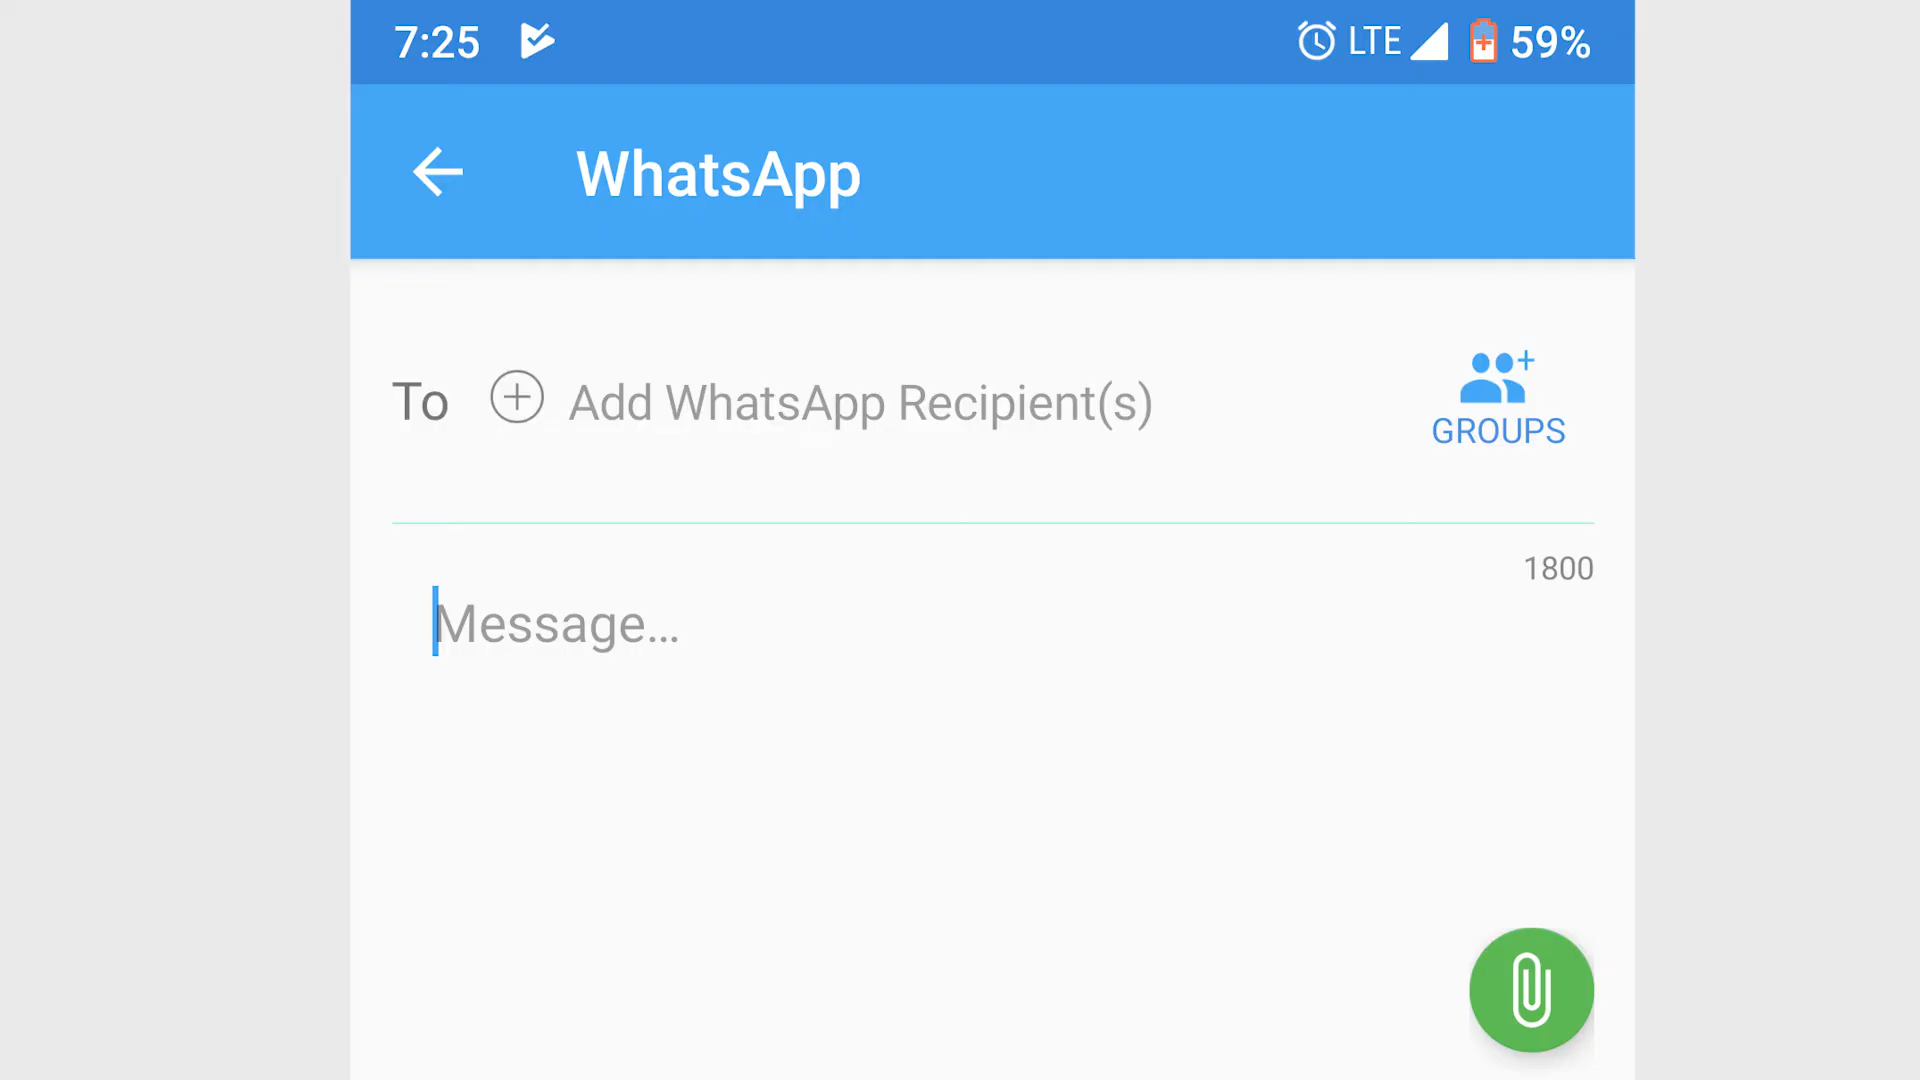 7:25 LTE 59%
WhatsApp
To Add WhatsApp Recipient(s)
GROUPS
1800
Message...